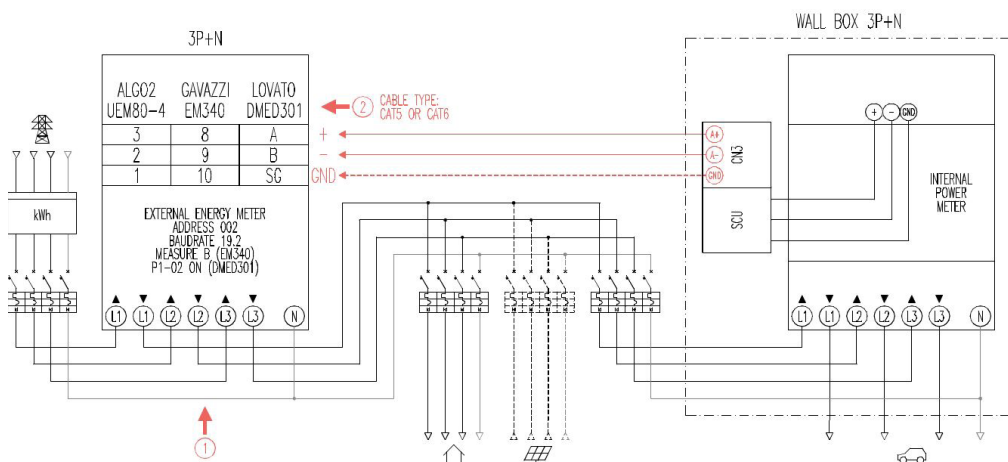 3P+N
WALL BOX 3P+N
ALGO2 UEM80-4
GAVAZZI EM340
LOVATO DMED301
3 8 A
2 9 B
1 10 SG
2
CABLE TYPE:
CAT5 OR CAT6
+
−
GND
A+
A-
GND
CN3
SCU
+ − GND
INTERNAL
POWER
METER
kWh
EXTERNAL ENERGY METER
ADDRESS 002
BAUDRATE 19.2
MEASURE B (EM340)
P1-02 ON (DMED301)
L1 L1 L2 L2 L3 L3 N
L1 L1 L2 L2 L3 L3 N
1